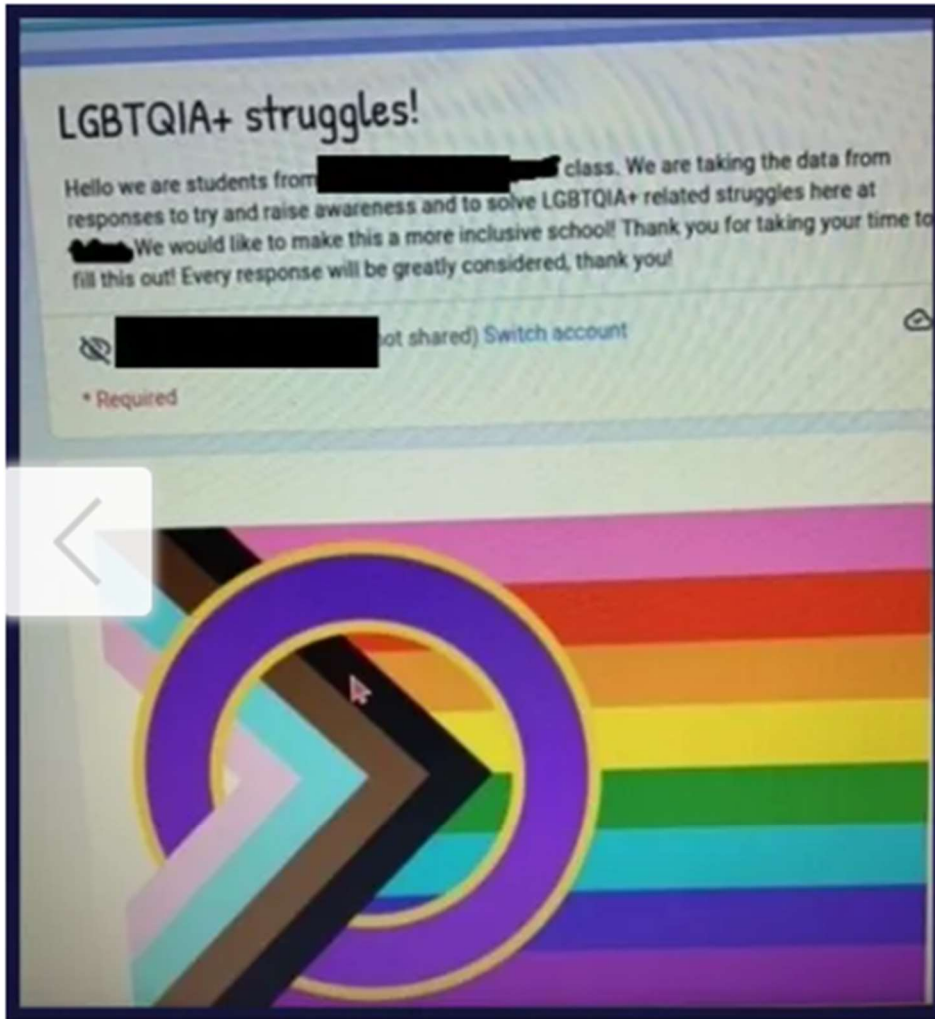 LGBTQIA+ struggles!
Hello we are students from class. We are taking the data from
responses to try and raise awareness and to solve LGBTQIA+ related struggles here at
We would like to make this a more inclusive school! Thank you for taking your time to
fill this out! Every response will be greatly considered, thank you!
ot shared) Switch account
* Required